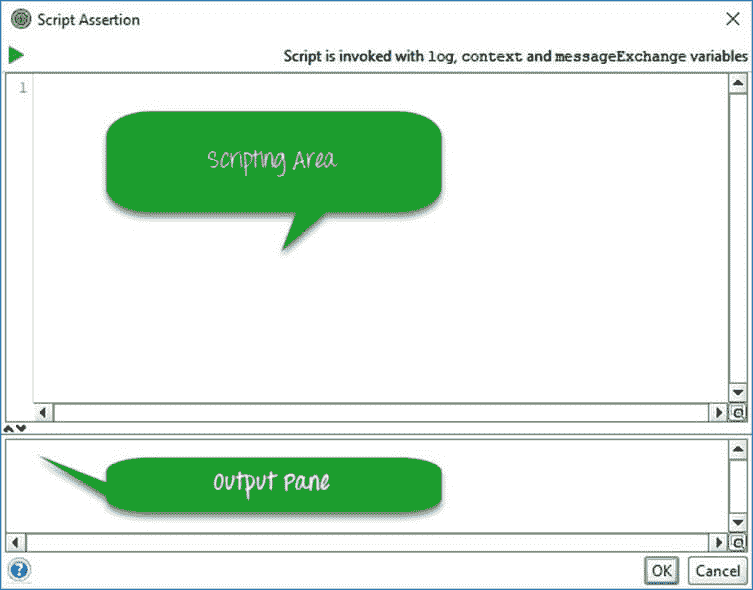 Script Assertion
Script is invoked with log, context and messageExchange variables
1
Scripting Area
Output Pane
OK
Cancel